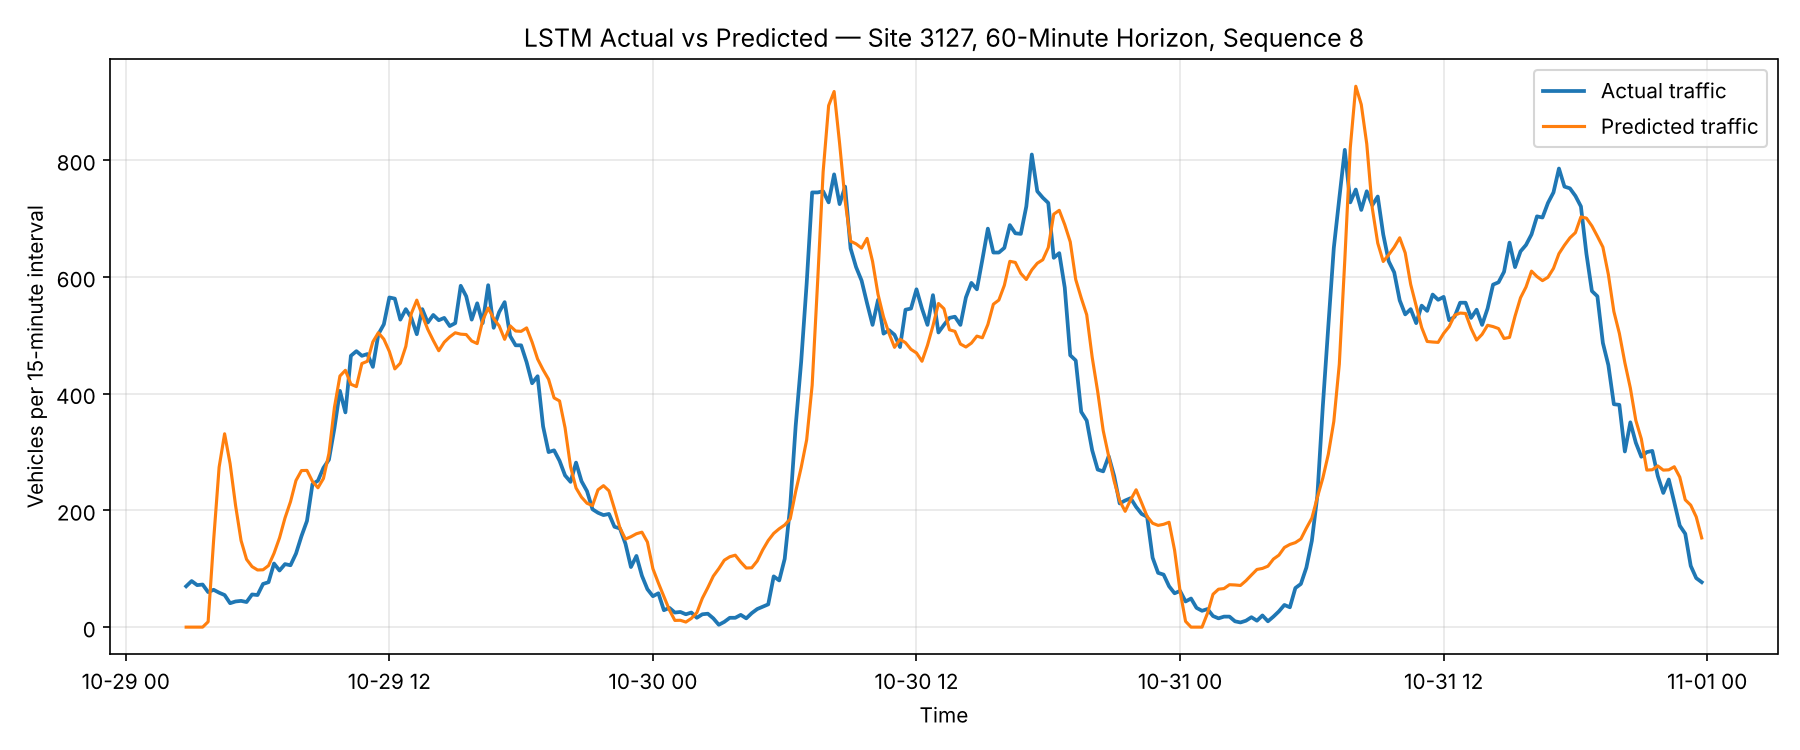 LSTM Actual vs Predicted — Site 3127, 60-Minute Horizon, Sequence 8
Actual traffic
Predicted traffic
Vehicles per 15-minute interval
800
600
400
200
0
10-29 00
10-29 12
10-30 00
10-30 12
10-31 00
10-31 12
11-01 00
Time